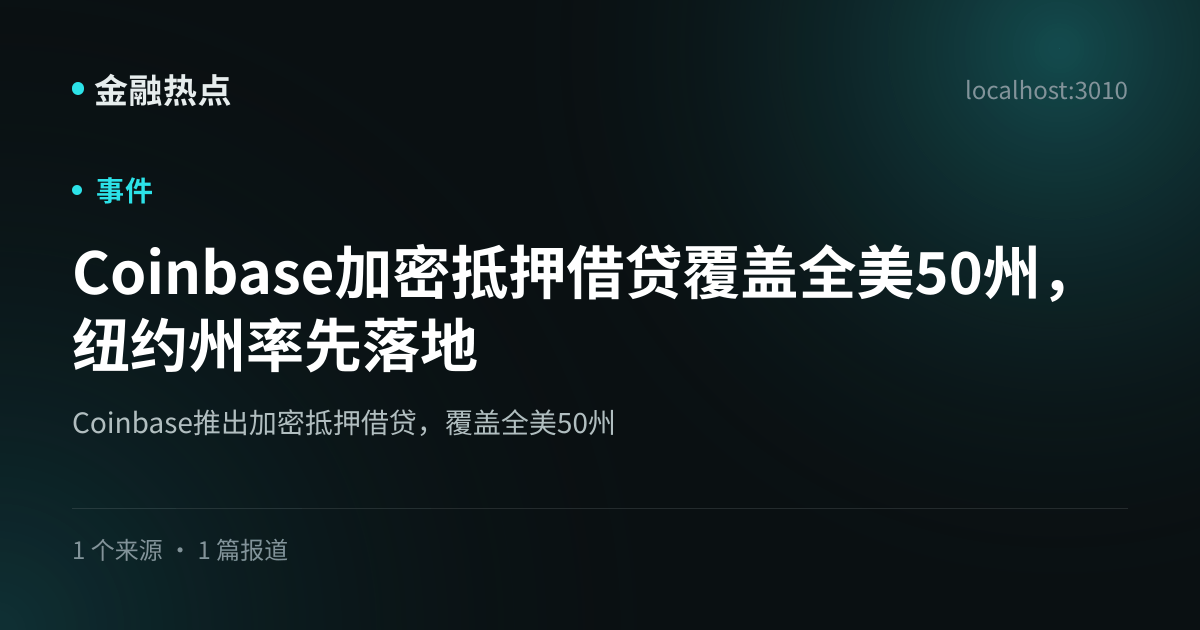 金融热点
localhost:3010
事件
Coinbase加密抵押借贷覆盖全美50州，
纽约州率先落地
Coinbase推出加密抵押借贷，覆盖全美50州
1 个来源 · 1 篇报道